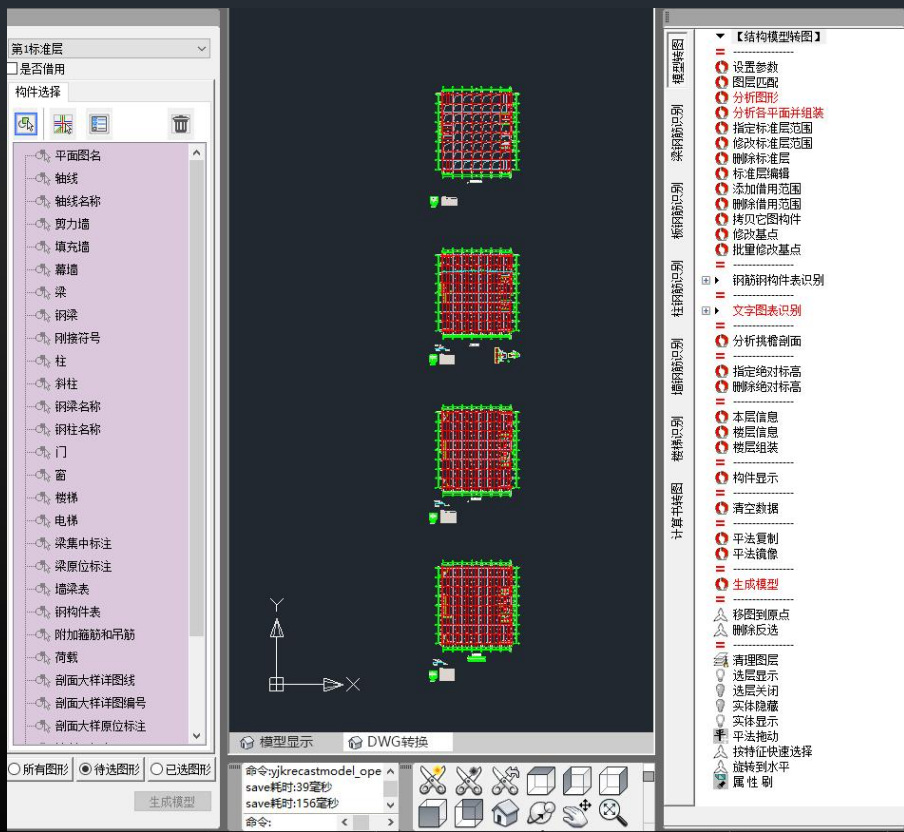 第1标准层
是否借用
构件选择
平面图名
轴线
轴线名称
剪力墙
填充墙
幕墙
梁
钢梁
刚接符号
柱
斜柱
钢梁名称
钢柱名称
门
窗
楼梯
电梯
梁集中标注
梁原位标注
墙梁表
钢构件表
附加箍筋和吊筋
荷载
剖面大样详图线
剖面大样详图编号
剖面大样原位标注
所有图形 待选图形 已选图形
生成模型
Y
X
模型显示 DWG转换
命令:yjkrecastmodel_ope
save耗时:39毫秒
save耗时:156毫秒
命令:
模型转图
梁钢筋识别
板钢筋识别
柱钢筋识别
墙钢筋识别
楼梯识别
计算书转图
【结构模型转图】
----------------
设置参数
图层匹配
分析图形
分析各平面并组装
指定标准层范围
修改标准层范围
删除标准层
标准层编辑
添加借用范围
删除借用范围
拷贝它图构件
修改基点
批量修改基点
----------------
钢筋钢构件表识别
----------------
文字图表识别
----------------
分析挑檐剖面
----------------
指定绝对标高
删除绝对标高
----------------
本层信息
楼层信息
楼层组装
----------------
构件显示
----------------
清空数据
----------------
平法复制
平法镜像
----------------
生成模型
----------------
移图到原点
删除反选
----------------
清理图层
选层显示
选层关闭
实体隐藏
实体显示
平法拖动
按特征快速选择
旋转到水平
属性刷